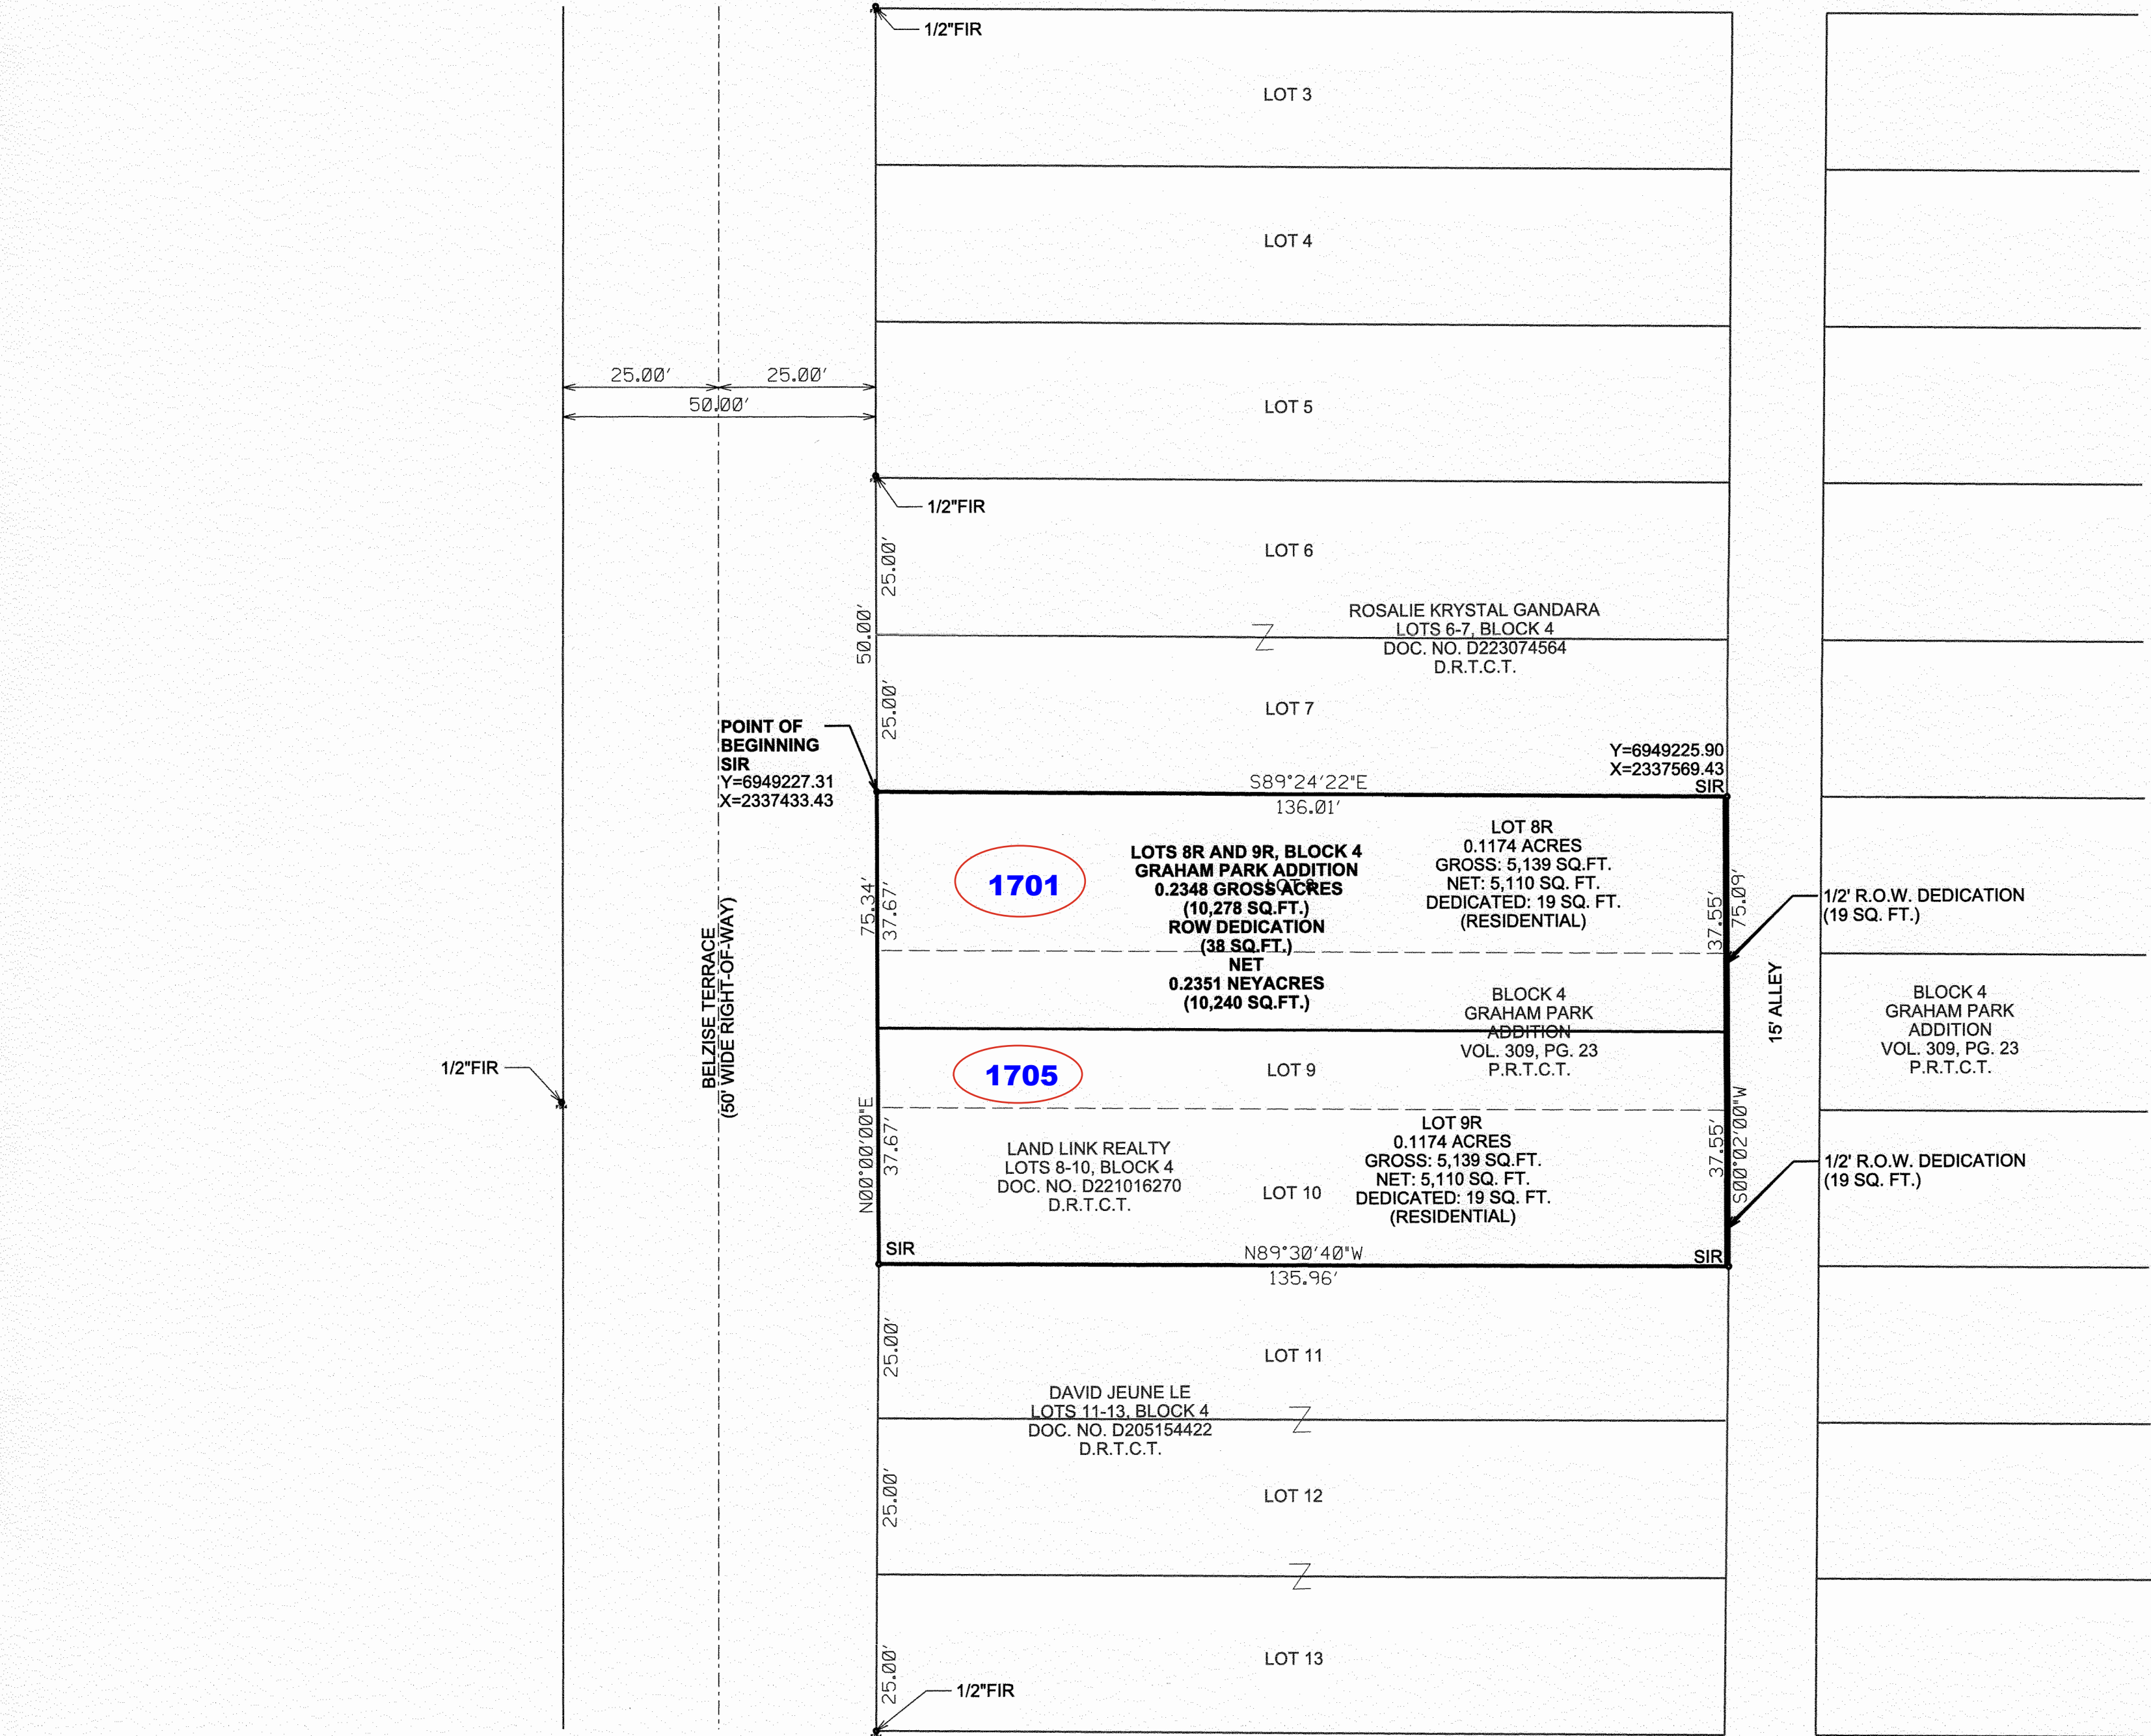 1/2"FIR
LOT 3
LOT 4
25.00'
25.00'
50.00'
LOT 5
1/2"FIR
LOT 6
25.00'
50.00'
ROSALIE KRYSTAL GANDARA
LOTS 6-7, BLOCK 4
DOC. NO. D223074564
D.R.T.C.T.
25.00'
LOT 7
POINT OF
BEGINNING
SIR
Y=6949227.31
X=2337433.43
Y=6949225.90
X=2337569.43
SIR
S89°24'22"E
136.01'
1701
LOTS 8R AND 9R, BLOCK 4
GRAHAM PARK ADDITION
0.2348 GROSS ACRES
(10,278 SQ.FT.)
ROW DEDICATION
(38 SQ.FT.)
NET
0.2351 NEYACRES
(10,240 SQ.FT.)
LOT 8R
0.1174 ACRES
GROSS: 5,139 SQ.FT.
NET: 5,110 SQ. FT.
DEDICATED: 19 SQ. FT.
(RESIDENTIAL)
75.34'
37.67'
37.55'
75.09'
1/2' R.O.W. DEDICATION
(19 SQ. FT.)
BELZISE TERRACE
(50' WIDE RIGHT-OF-WAY)
15' ALLEY
BLOCK 4
GRAHAM PARK
ADDITION
VOL. 309, PG. 23
P.R.T.C.T.
BLOCK 4
GRAHAM PARK
ADDITION
VOL. 309, PG. 23
P.R.T.C.T.
1/2"FIR
1705
LOT 9
N00°00'00"E
37.67'
LAND LINK REALTY
LOTS 8-10, BLOCK 4
DOC. NO. D221016270
D.R.T.C.T.
LOT 10
LOT 9R
0.1174 ACRES
GROSS: 5,139 SQ.FT.
NET: 5,110 SQ. FT.
DEDICATED: 19 SQ. FT.
(RESIDENTIAL)
37.55'
S00°02'00"W
1/2' R.O.W. DEDICATION
(19 SQ. FT.)
SIR
N89°30'40"W
135.96'
SIR
25.00'
LOT 11
DAVID JEUNE LE
LOTS 11-13, BLOCK 4
DOC. NO. D205154422
D.R.T.C.T.
25.00'
LOT 12
25.00'
LOT 13
1/2"FIR